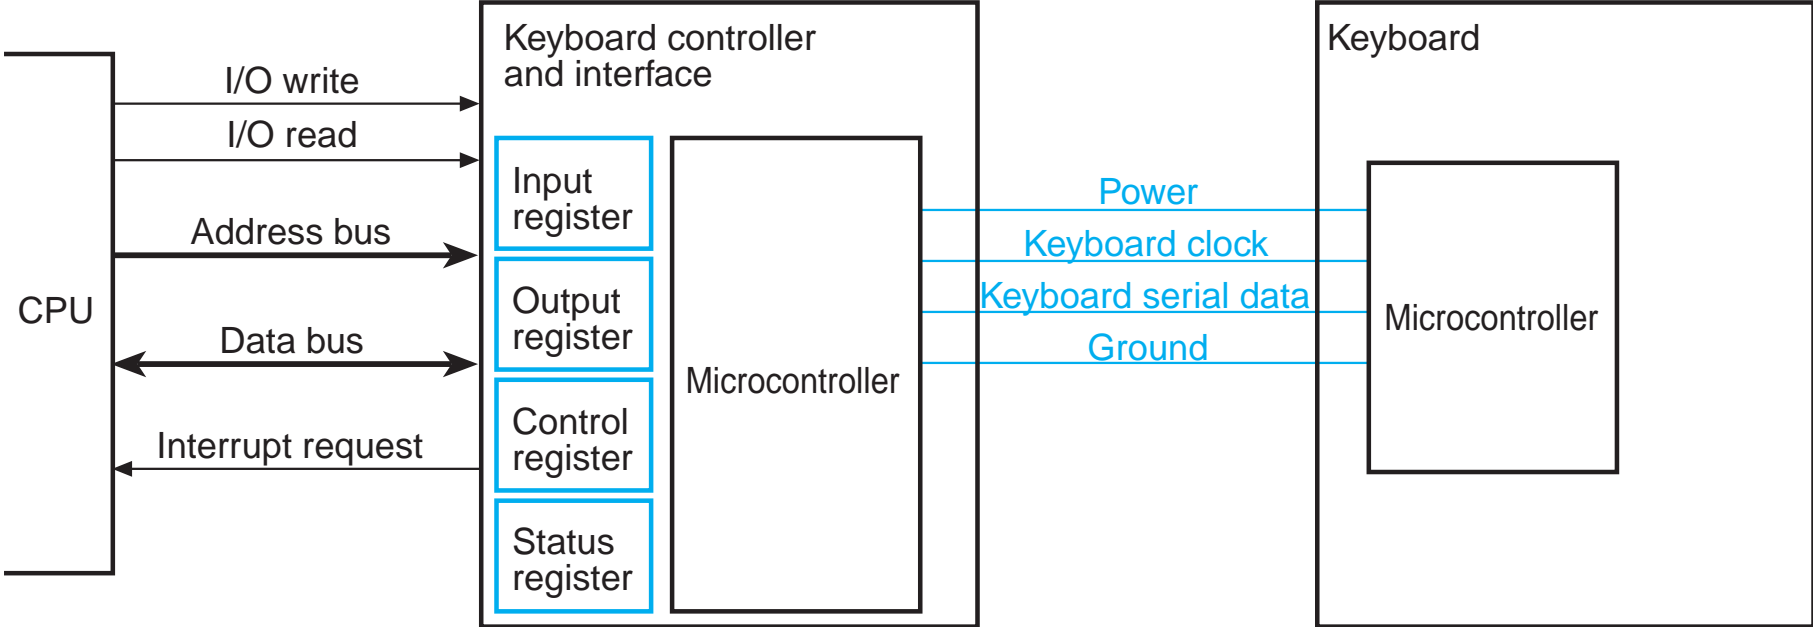 CPU
I/O write
I/O read
Address bus
Data bus
Interrupt request
Keyboard controller
and interface
Input
register
Output
register
Control
register
Status
register
Microcontroller
Power
Keyboard clock
Keyboard serial data
Ground
Keyboard
Microcontroller